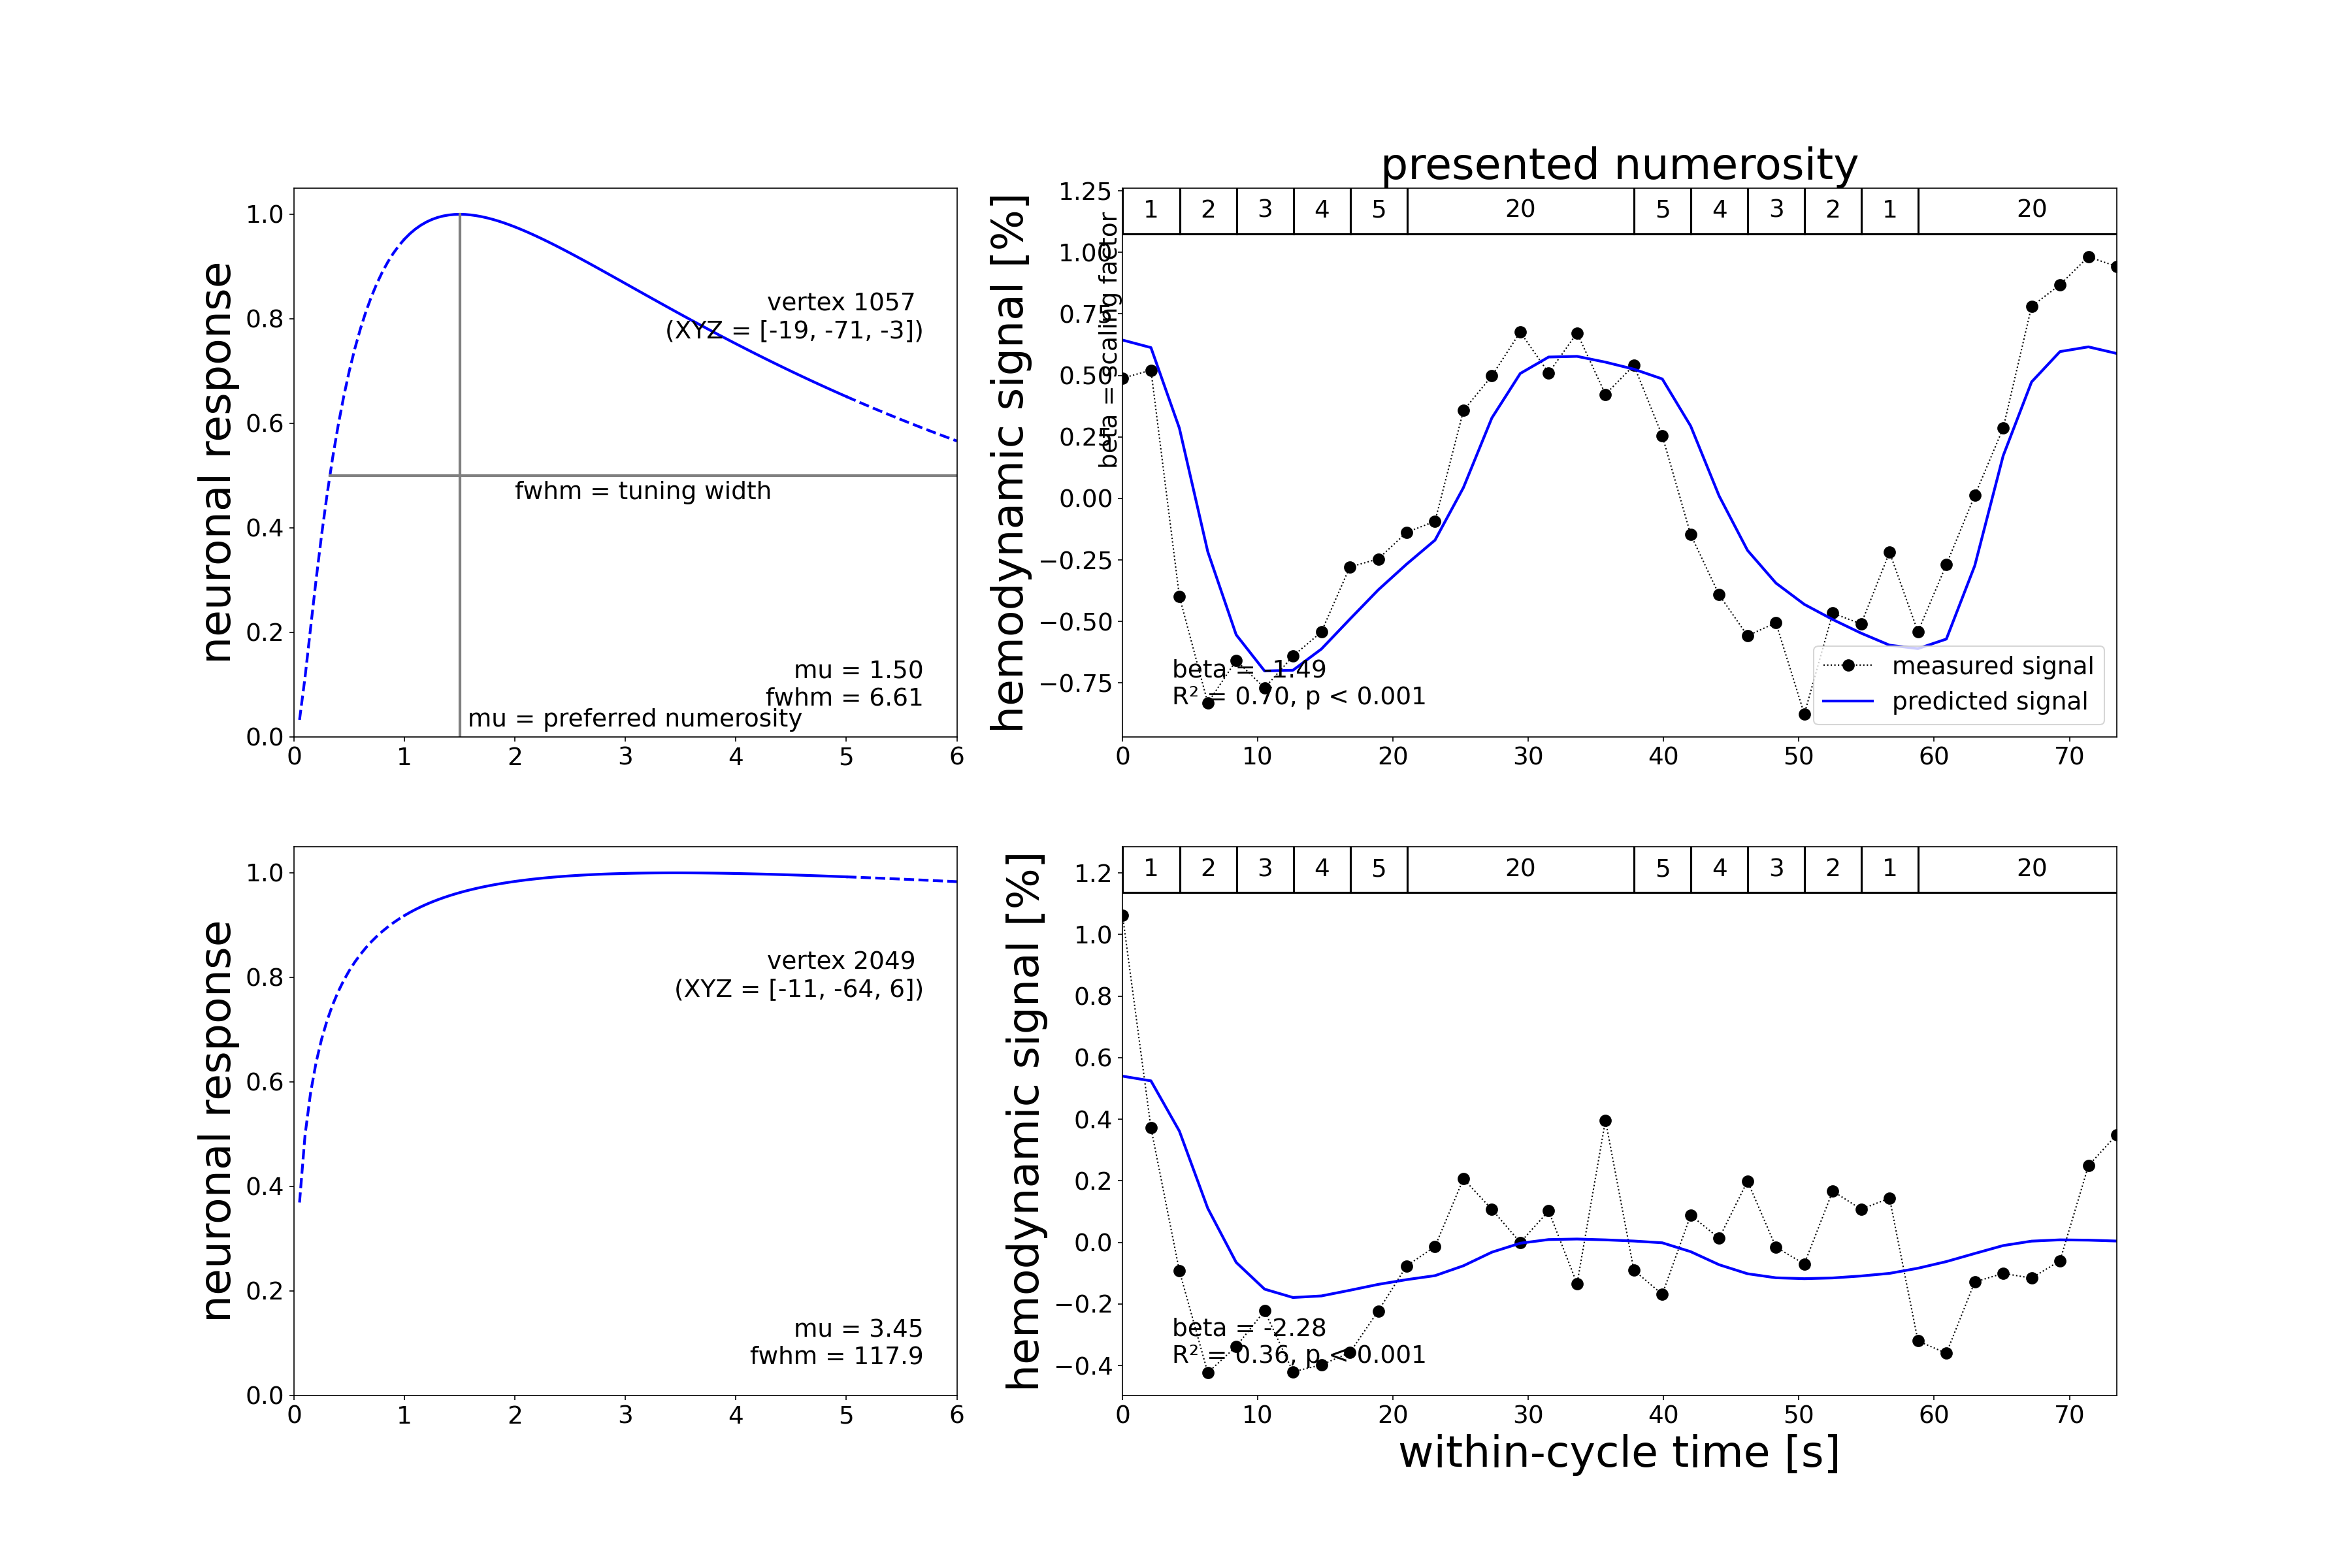 presented numerosity
neuronal response
1.0
0.8
0.6
0.4
0.2
0.0
0 1 2 3 4 5 6
vertex 1057
(XYZ = [-19, -71, -3])
fwhm = tuning width
mu = 1.50
fwhm = 6.61
mu = preferred numerosity
hemodynamic signal [%]
beta = scaling factor
1.25
1.00
0.75
0.50
0.25
0.00
−0.25
−0.50
−0.75
1 2 3 4 5 20 5 4 3 2 1 20
beta = -1.49
R² = 0.70, p < 0.001
measured signal
predicted signal
0 10 20 30 40 50 60 70
neuronal response
1.0
0.8
0.6
0.4
0.2
0.0
0 1 2 3 4 5 6
vertex 2049
(XYZ = [-11, -64, 6])
mu = 3.45
fwhm = 117.9
hemodynamic signal [%]
1.2
1.0
0.8
0.6
0.4
0.2
0.0
−0.2
−0.4
1 2 3 4 5 20 5 4 3 2 1 20
beta = -2.28
R² = 0.36, p < 0.001
0 10 20 30 40 50 60 70
within-cycle time [s]